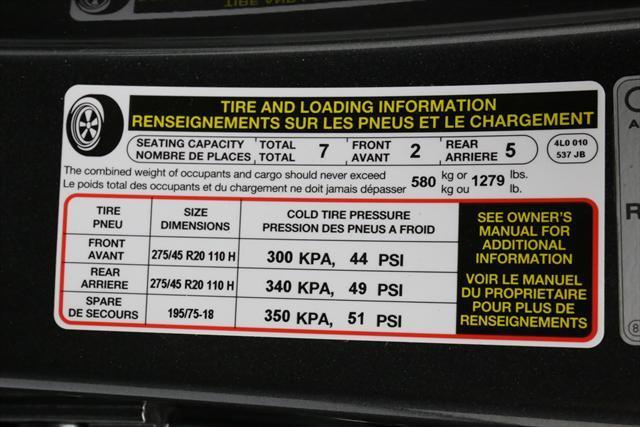 TIRE AND LOADING INFORMATION
RENSEIGNEMENTS SUR LES PNEUS ET LE CHARGEMENT
SEATING CAPACITY TOTAL 7 FRONT 2 REAR 5
NOMBRE DE PLACES TOTAL AVANT ARRIERE
4L0 010
537 JB
The combined weight of occupants and cargo should never exceed 580 kg or 1279 lbs.
Le poids total des occupants et du chargement ne doit jamais dépasser kg ou lb.
TIRE SIZE COLD TIRE PRESSURE
PNEU DIMENSIONS PRESSION DES PNEUS A FROID
FRONT
AVANT 275/45 R20 110 H 300 KPA, 44 PSI
REAR
ARRIERE 275/45 R20 110 H 340 KPA, 49 PSI
SPARE
DE SECOURS 195/75-18 350 KPA, 51 PSI
SEE OWNER'S
MANUAL FOR
ADDITIONAL
INFORMATION
VOIR LE MANUEL
DU PROPRIETAIRE
POUR PLUS DE
RENSEIGNEMENTS